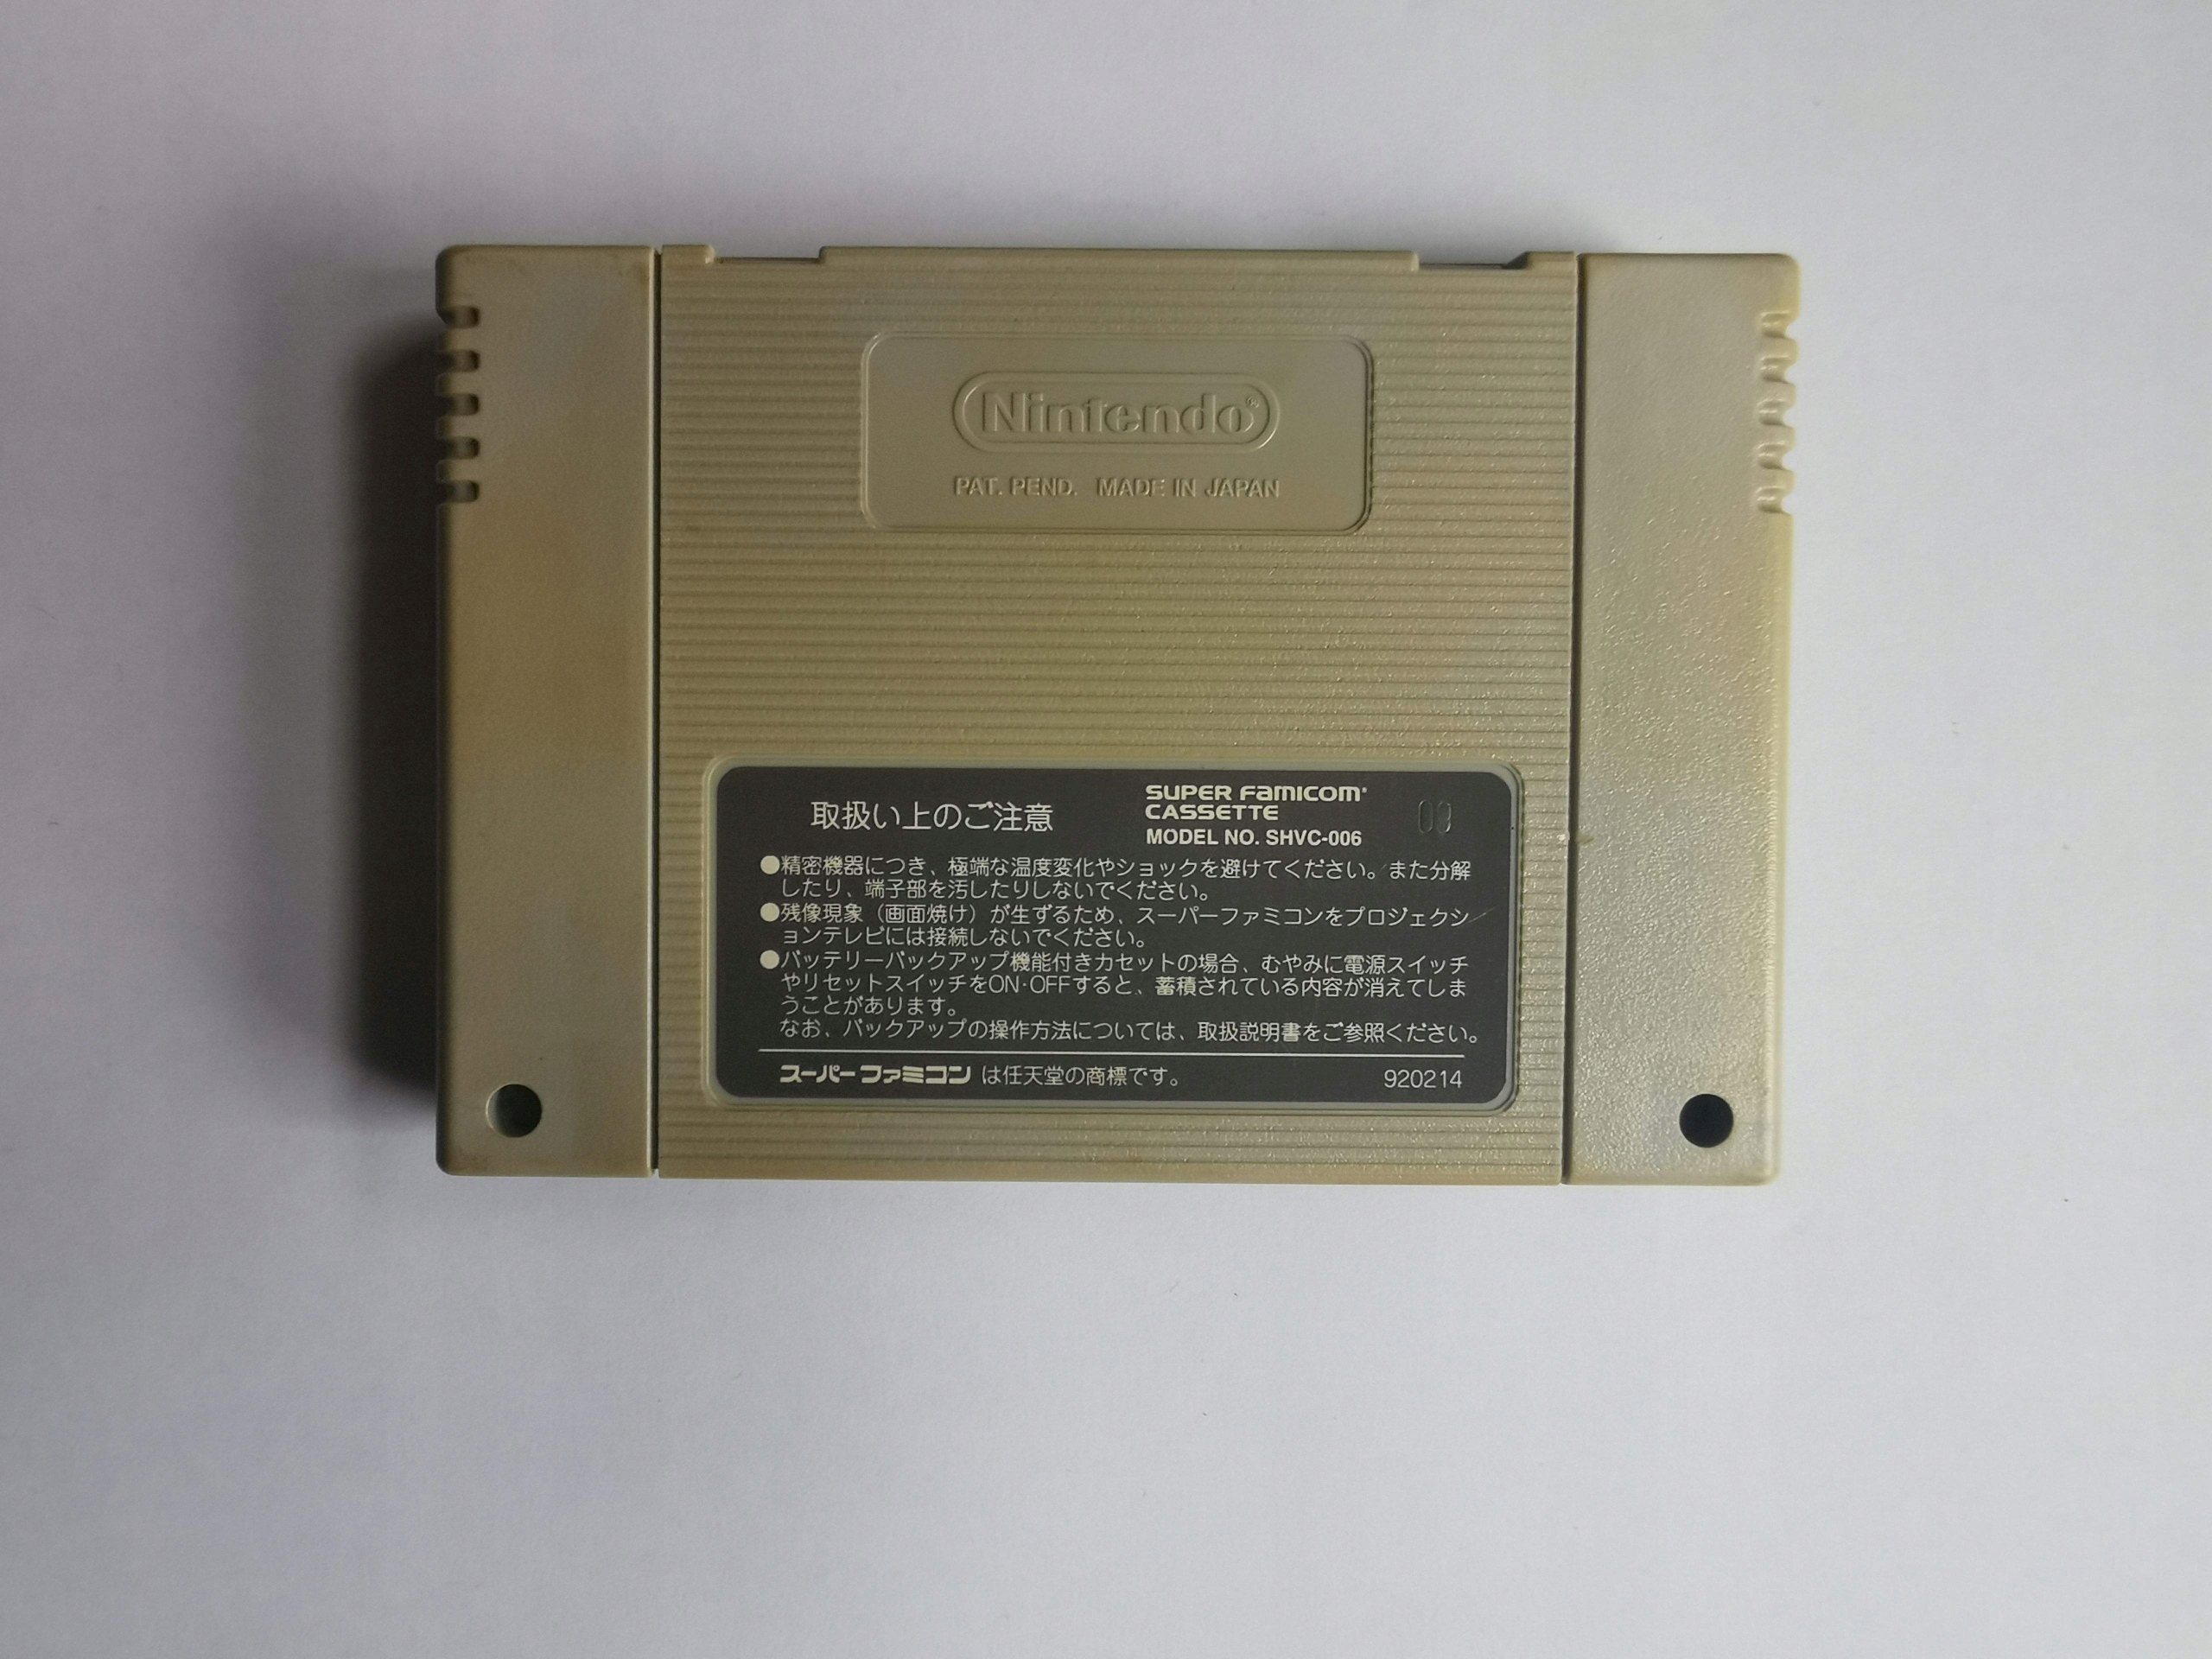 Nintendo®
PAT. PEND. MADE IN JAPAN
取扱い上のご注意
SUPER FAMICOM®
CASSETTE
MODEL NO. SHVC-006
●精密機器につき、極端な温度変化やショックを避けてください。また分解
したり、端子部を汚したりしないでください。
●残像現象（画面焼け）が生ずるため、スーパーファミコンをプロジェクシ
ョンテレビには接続しないでください。
●バッテリーバックアップ機能付きカセットの場合、むやみに電源スイッチ
やリセットスイッチをON·OFFすると、蓄積されている内容が消えてしま
うことがあります。
なお、バックアップの操作方法については、取扱説明書をご参照ください。
スーパーファミコンは任天堂の商標です。
920214